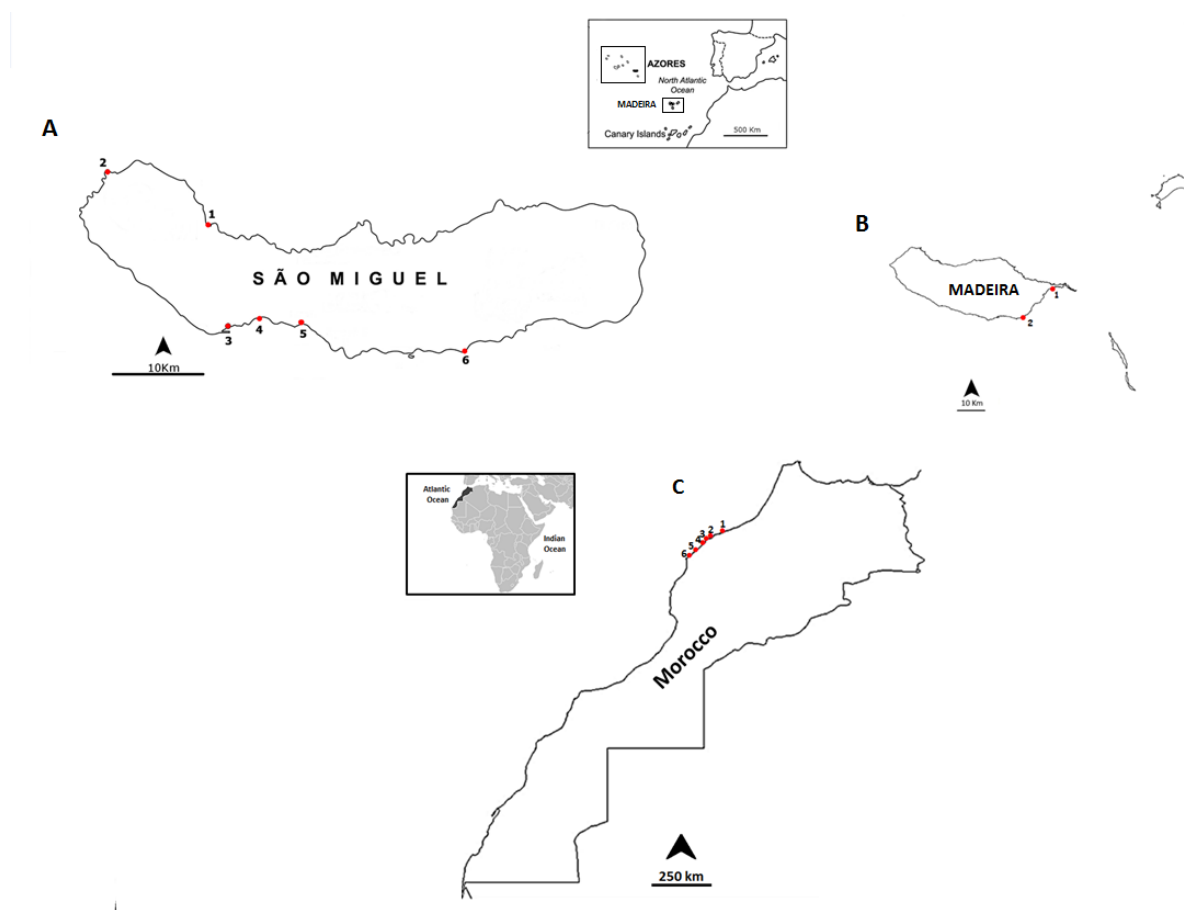 AZORES
North Atlantic
Ocean
MADEIRA
Canary Islands
500 Km
A
2
1
SÃO MIGUEL
3
4
5
6
10Km
B
MADEIRA
1
2
10 Km
Atlantic
Ocean
Indian
Ocean
C
1
2
3
4
5
6
Morocco
250 km